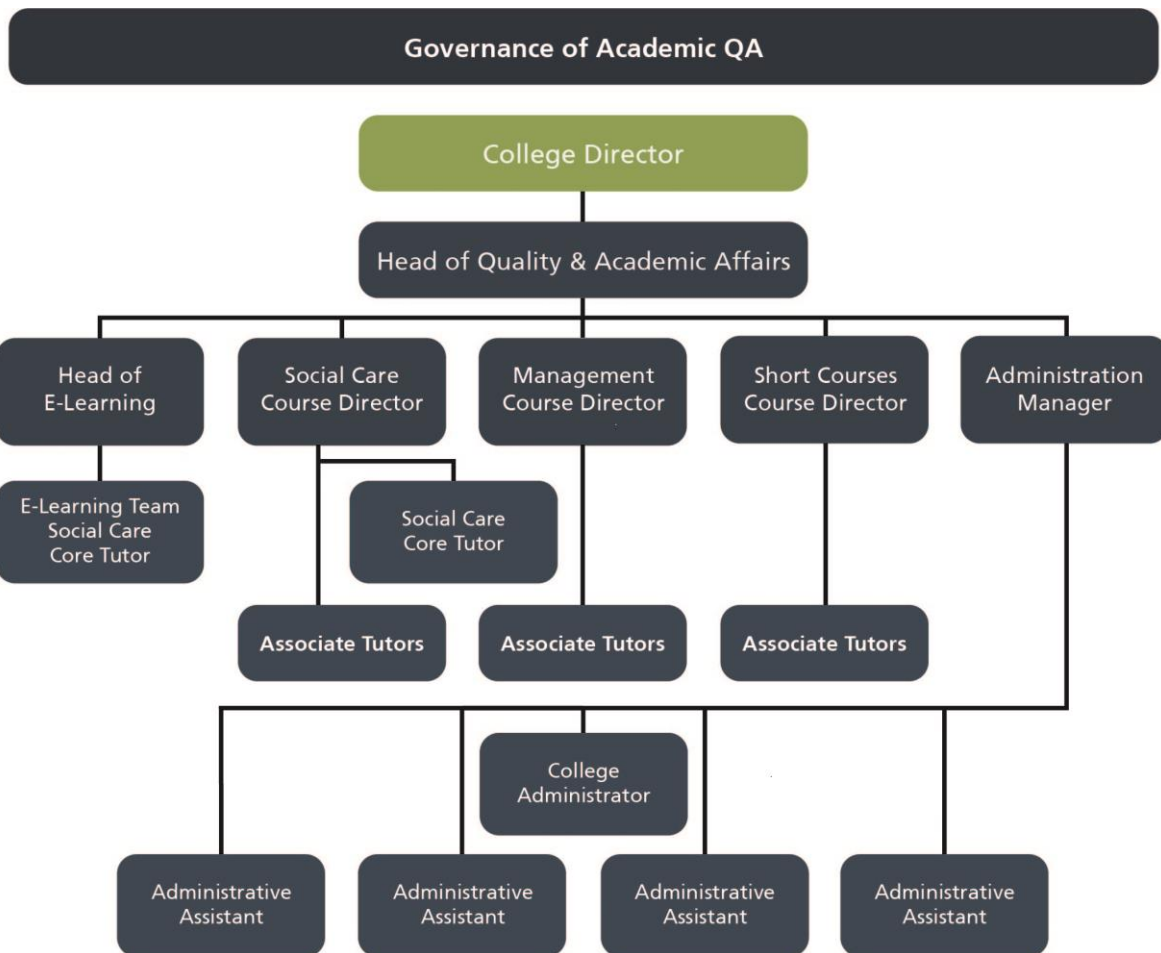 Governance of Academic QA
College Director
Head of Quality & Academic Affairs
Head of
E-Learning
Social Care
Course Director
Management
Course Director
Short Courses
Course Director
Administration
Manager
E-Learning Team
Social Care
Core Tutor
Social Care
Core Tutor
Associate Tutors
Associate Tutors
Associate Tutors
College
Administrator
Administrative
Assistant
Administrative
Assistant
Administrative
Assistant
Administrative
Assistant